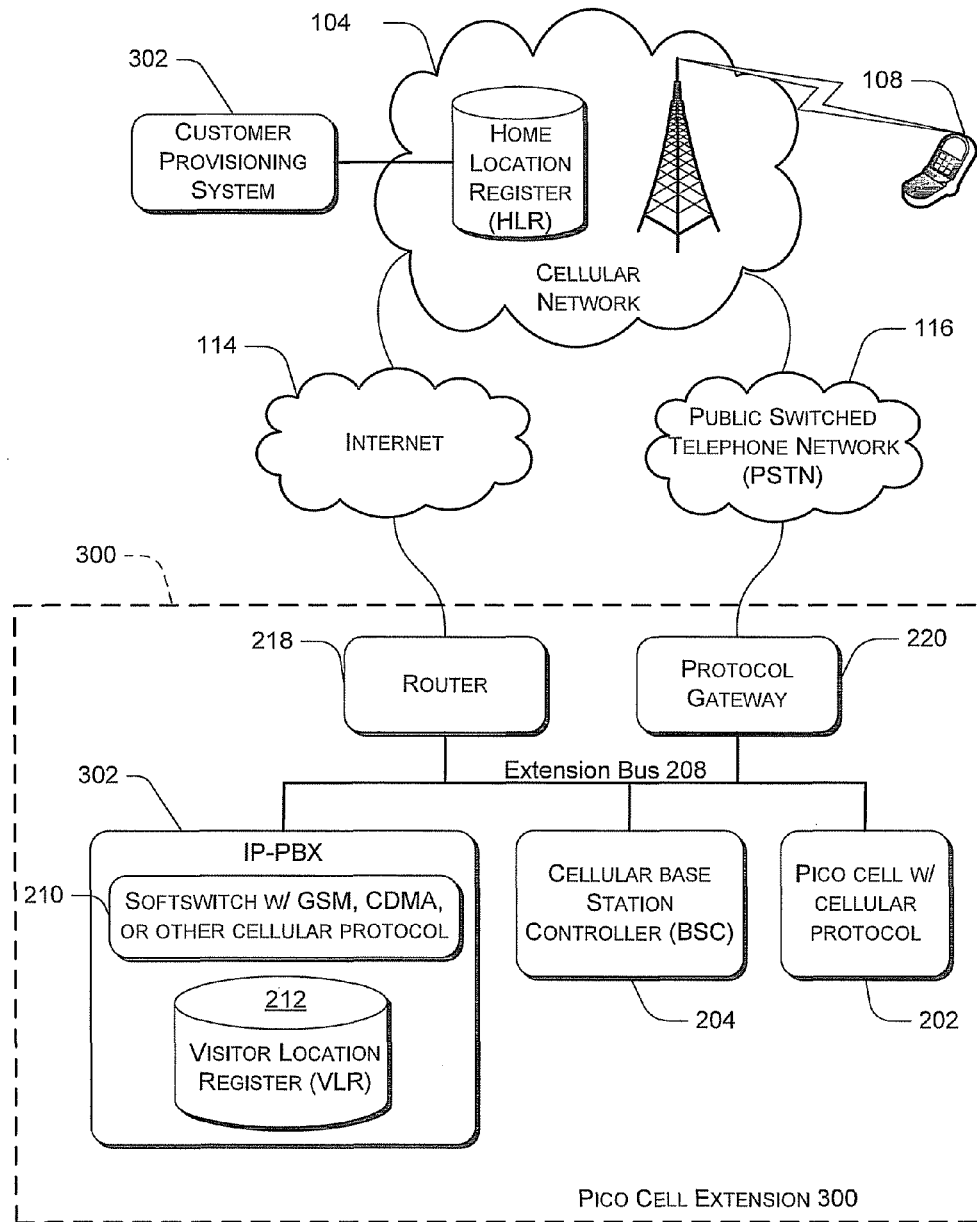 104
302
108
CUSTOMER
PROVISIONING
SYSTEM
HOME
LOCATION
REGISTER
(HLR)
CELLULAR
NETWORK
114
116
INTERNET
PUBLIC SWITCHED
TELEPHONE NETWORK
(PSTN)
300
218
220
ROUTER
PROTOCOL
GATEWAY
Extension Bus 208
302
IP-PBX
210
SOFTSWITCH W/ GSM, CDMA,
OR OTHER CELLULAR PROTOCOL
212
VISITOR LOCATION
REGISTER (VLR)
CELLULAR BASE
STATION
CONTROLLER (BSC)
PICO CELL W/
CELLULAR
PROTOCOL
204
202
PICO CELL EXTENSION 300